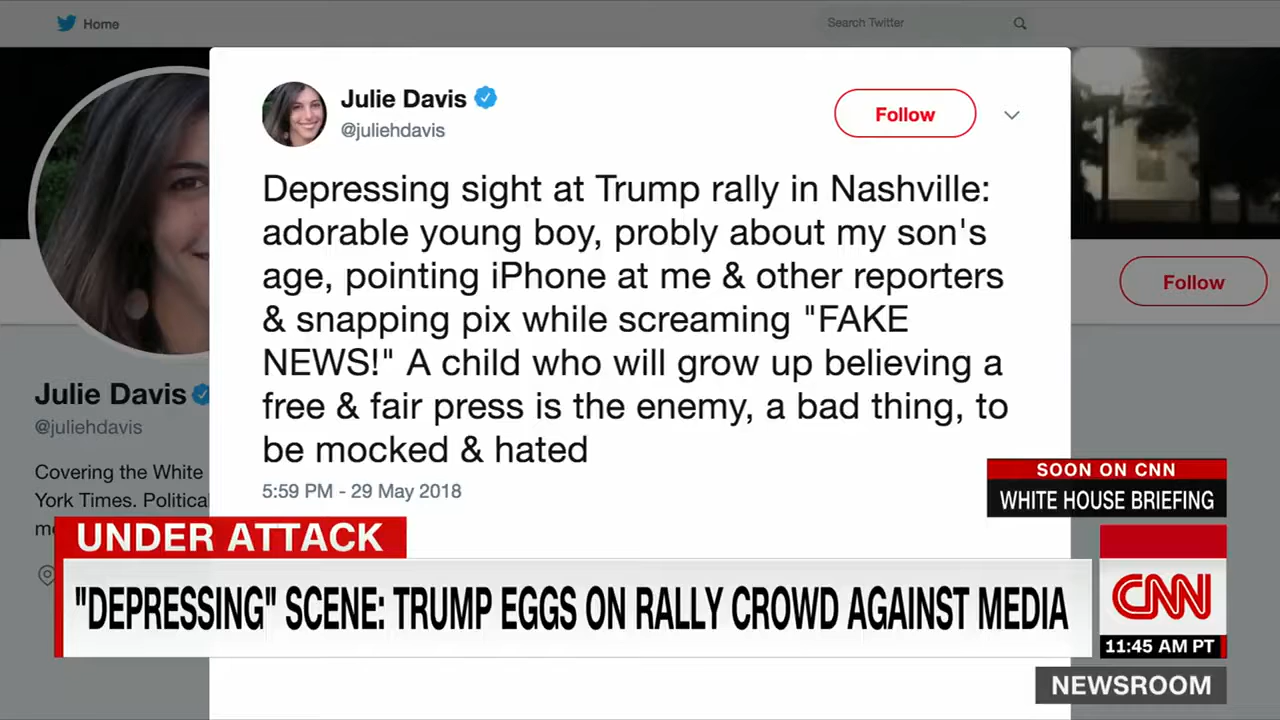 Home
Search Twitter
Julie Davis
@juliehdavis
Follow
Depressing sight at Trump rally in Nashville:
adorable young boy, probly about my son's
age, pointing iPhone at me & other reporters
& snapping pix while screaming "FAKE
NEWS!" A child who will grow up believing a
free & fair press is the enemy, a bad thing, to
be mocked & hated
5:59 PM - 29 May 2018
Follow
Julie Davis
@juliehdavis
Covering the White
York Times. Political
SOON ON CNN
WHITE HOUSE BRIEFING
UNDER ATTACK
"DEPRESSING" SCENE: TRUMP EGGS ON RALLY CROWD AGAINST MEDIA
CNN
11:45 AM PT
NEWSROOM